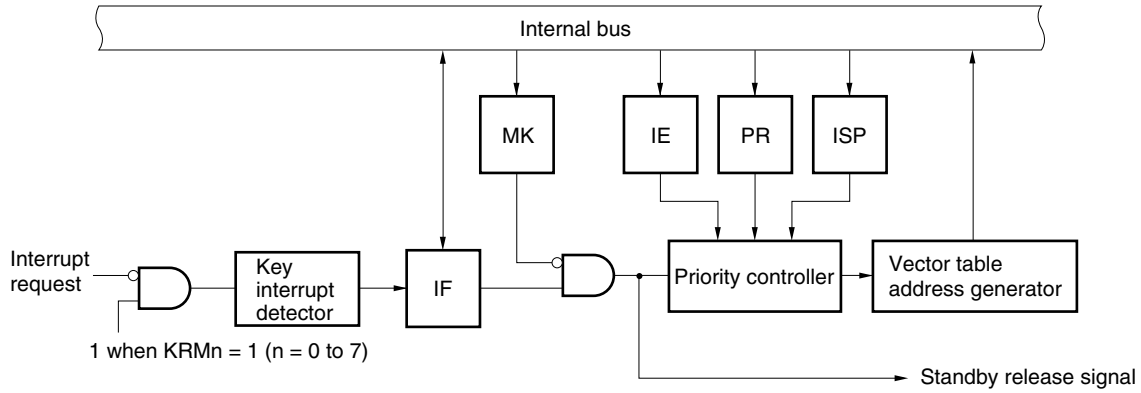 Internal bus
MK
IE
PR
ISP
Interrupt
request
Key
interrupt
detector
IF
Priority controller
Vector table
address generator
1 when KRMn = 1 (n = 0 to 7)
Standby release signal